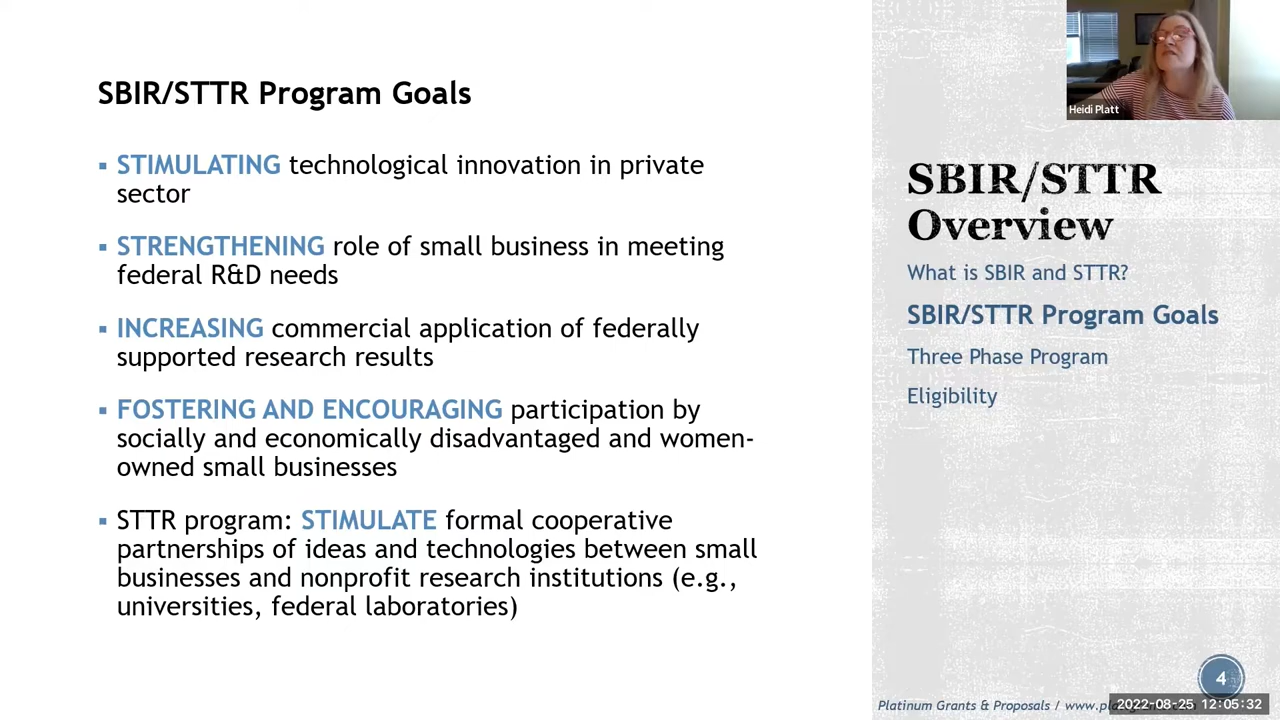 SBIR/STTR Program Goals
▪ STIMULATING technological innovation in private
sector
▪ STRENGTHENING role of small business in meeting
federal R&D needs
▪ INCREASING commercial application of federally
supported research results
▪ FOSTERING AND ENCOURAGING participation by
socially and economically disadvantaged and women-
owned small businesses
▪ STTR program: STIMULATE formal cooperative
partnerships of ideas and technologies between small
businesses and nonprofit research institutions (e.g.,
universities, federal laboratories)
Heidi Platt
SBIR/STTR
Overview
What is SBIR and STTR?
SBIR/STTR Program Goals
Three Phase Program
Eligibility
4
Platinum Grants & Proposals /
2022-08-25 12:05:32